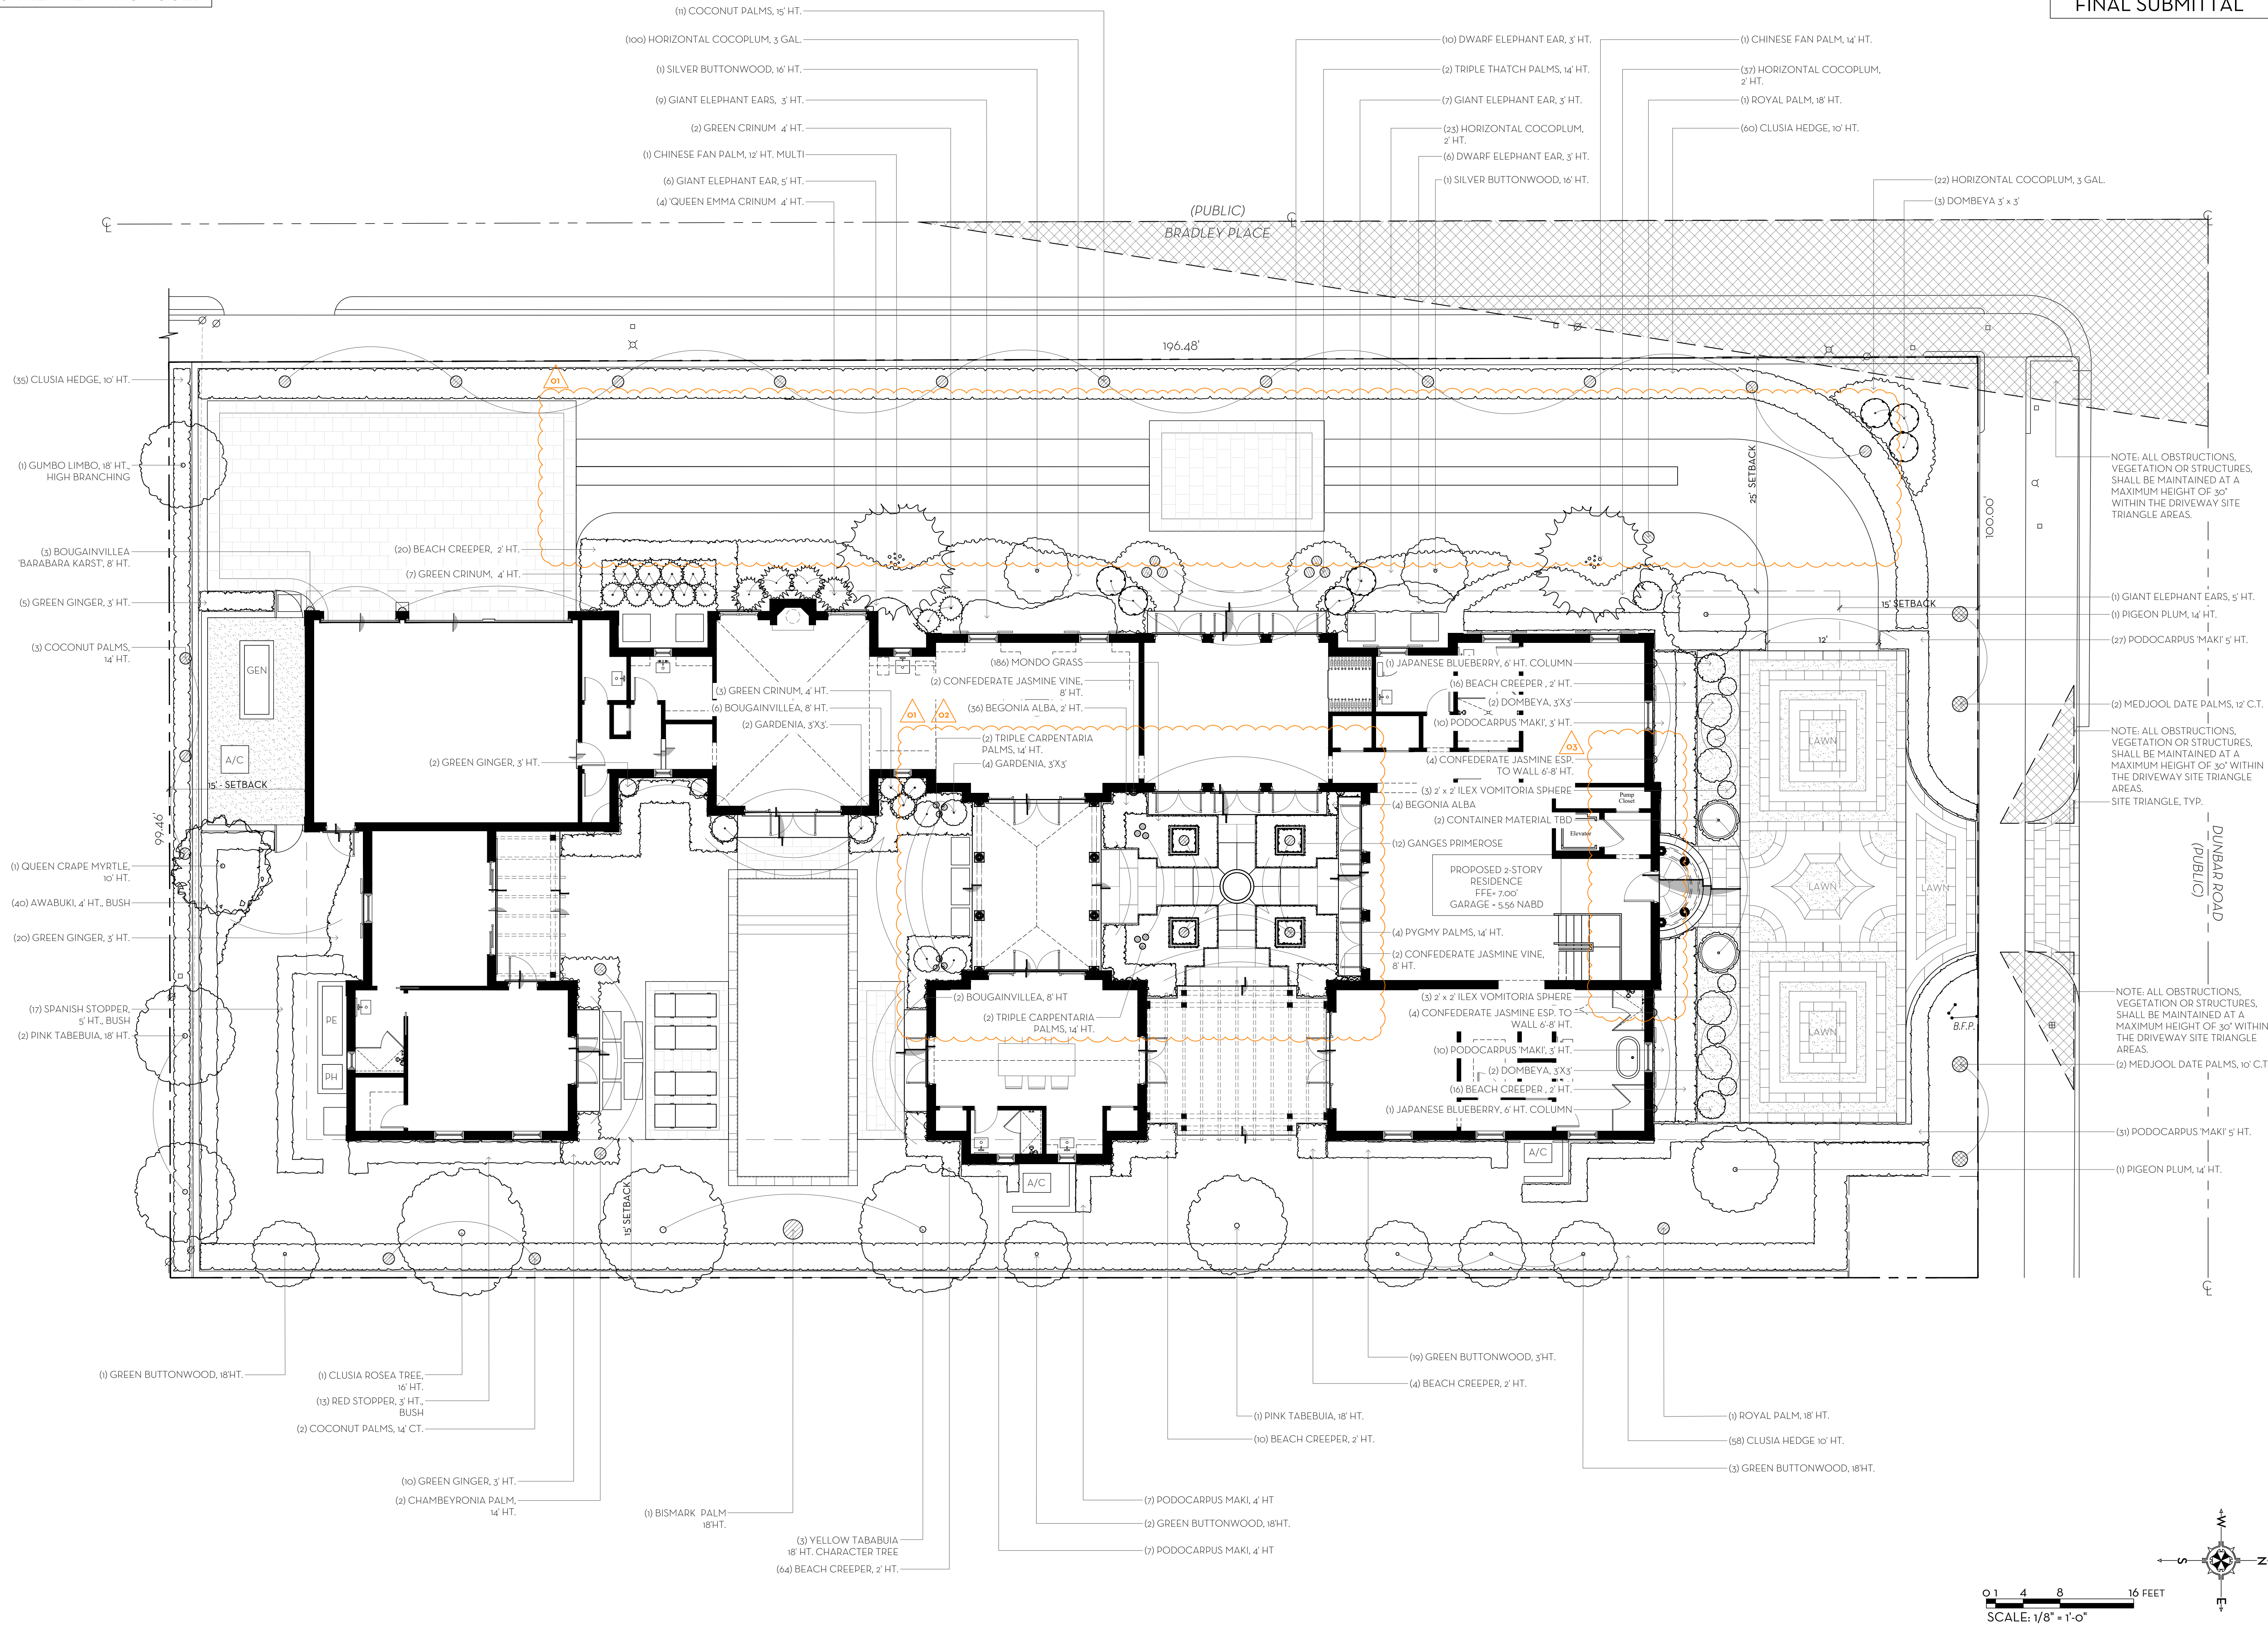 FINAL SUBMITTAL
(11) COCONUT PALMS, 15' HT.
(100) HORIZONTAL COCOPLUM, 3 GAL.
(1) SILVER BUTTONWOOD, 16' HT.
(9) GIANT ELEPHANT EARS, 3' HT.
(2) GREEN CRINUM 4' HT.
(1) CHINESE FAN PALM, 12' HT. MULTI
(6) GIANT ELEPHANT EAR, 5' HT.
(4) 'QUEEN EMMA CRINUM 4' HT.
(10) DWARF ELEPHANT EAR, 3' HT.
(2) TRIPLE THATCH PALMS, 14' HT.
(7) GIANT ELEPHANT EAR, 3' HT.
(23) HORIZONTAL COCOPLUM,
2' HT.
(6) DWARF ELEPHANT EAR, 3' HT.
(1) SILVER BUTTONWOOD, 16' HT.
(1) CHINESE FAN PALM, 14' HT.
(37) HORIZONTAL COCOPLUM,
2' HT.
(1) ROYAL PALM, 18' HT.
(60) CLUSIA HEDGE, 10' HT.
(22) HORIZONTAL COCOPLUM, 3 GAL.
(3) DOMBEYA 3' x 3'
(PUBLIC)
BRADLEY PLACE
196.48'
(35) CLUSIA HEDGE, 10' HT.
(1) GUMBO LIMBO, 18' HT.,
HIGH BRANCHING
(3) BOUGAINVILLEA
'BARABARA KARST', 8' HT.
(5) GREEN GINGER, 3' HT.
(3) COCONUT PALMS,
14' HT.
15' - SETBACK
99.46'
(1) QUEEN CRAPE MYRTLE,
10' HT.
(40) AWABUKI, 4' HT., BUSH
(20) GREEN GINGER, 3' HT.
(17) SPANISH STOPPER,
5' HT., BUSH
(2) PINK TABEBUIA, 18' HT.
01
(20) BEACH CREEPER, 2' HT.
(7) GREEN CRINUM, 4' HT.
GEN
A/C
PE
PH
(3) GREEN CRINUM, 4' HT.
(6) BOUGAINVILLEA, 8' HT.
(2) GARDENIA, 3'X3'.
(2) GREEN GINGER, 3' HT.
(186) MONDO GRASS
(2) CONFEDERATE JASMINE VINE,
8' HT.
(36) BEGONIA ALBA, 2' HT.
01
02
(2) TRIPLE CARPENTARIA
PALMS, 14' HT.
(4) GARDENIA, 3'X3'
(2) BOUGAINVILLEA, 8' HT
(2) TRIPLE CARPENTARIA
PALMS, 14' HT.
(1) JAPANESE BLUEBERRY, 6' HT. COLUMN
(16) BEACH CREEPER , 2' HT.
(2) DOMBEYA, 3'X3'
(10) PODOCARPUS 'MAKI', 3' HT.
03
(4) CONFEDERATE JASMINE ESP.
TO WALL 6'-8' HT.
(3) 2' x 2' ILEX VOMITORIA SPHERE
(4) BEGONIA ALBA
(2) CONTAINER MATERIAL TBD
(12) GANGES PRIMEROSE
Pump
Closet
Elevator
PROPOSED 2-STORY
RESIDENCE
FFE= 7.00'
GARAGE = 5.56 NABD
(4) PYGMY PALMS, 14' HT.
(2) CONFEDERATE JASMINE VINE,
8' HT.
(3) 2' x 2' ILEX VOMITORIA SPHERE
(4) CONFEDERATE JASMINE ESP. TO
WALL 6'-8' HT.
(10) PODOCARPUS 'MAKI', 3' HT.
(2) DOMBEYA, 3'X3'
(16) BEACH CREEPER , 2' HT.
(1) JAPANESE BLUEBERRY, 6' HT. COLUMN
25' SETBACK
100.00'
15' SETBACK
12'
LAWN
LAWN
LAWN
LAWN
B.F.P.
NOTE: ALL OBSTRUCTIONS,
VEGETATION OR STRUCTURES,
SHALL BE MAINTAINED AT A
MAXIMUM HEIGHT OF 30"
WITHIN THE DRIVEWAY SITE
TRIANGLE AREAS.
(1) GIANT ELEPHANT EARS, 5' HT.
(1) PIGEON PLUM, 14' HT.
(27) PODOCARPUS 'MAKI' 5' HT.
(2) MEDJOOL DATE PALMS, 12' C.T.
NOTE: ALL OBSTRUCTIONS,
VEGETATION OR STRUCTURES,
SHALL BE MAINTAINED AT A
MAXIMUM HEIGHT OF 30" WITHIN
THE DRIVEWAY SITE TRIANGLE
AREAS.
SITE TRIANGLE, TYP.
DUNBAR ROAD
(PUBLIC)
NOTE: ALL OBSTRUCTIONS,
VEGETATION OR STRUCTURES,
SHALL BE MAINTAINED AT A
MAXIMUM HEIGHT OF 30" WITHIN
THE DRIVEWAY SITE TRIANGLE
AREAS.
(2) MEDJOOL DATE PALMS, 10' C.T
(31) PODOCARPUS 'MAKI' 5' HT.
(1) PIGEON PLUM, 14' HT.
A/C
A/C
15' SETBACK
(1) GREEN BUTTONWOOD, 18'HT.
(1) CLUSIA ROSEA TREE,
16' HT.
(13) RED STOPPER, 3' HT.,
BUSH
(2) COCONUT PALMS, 14' CT.
(10) GREEN GINGER, 3' HT.
(2) CHAMBEYRONIA PALM,
14' HT.
(1) BISMARK PALM
18'HT.
(3) YELLOW TABABUIA
18' HT. CHARACTER TREE
(64) BEACH CREEPER, 2' HT.
(19) GREEN BUTTONWOOD, 3'HT.
(4) BEACH CREEPER, 2' HT.
(1) PINK TABEBUIA, 18' HT.
(10) BEACH CREEPER, 2' HT.
(7) PODOCARPUS MAKI, 4' HT
(2) GREEN BUTTONWOOD, 18'HT.
(7) PODOCARPUS MAKI, 4' HT
(1) ROYAL PALM, 18' HT.
(58) CLUSIA HEDGE 10' HT.
(3) GREEN BUTTONWOOD, 18'HT.
W
S
N
E
0 1 4 8 16 FEET
SCALE: 1/8" = 1'-0"